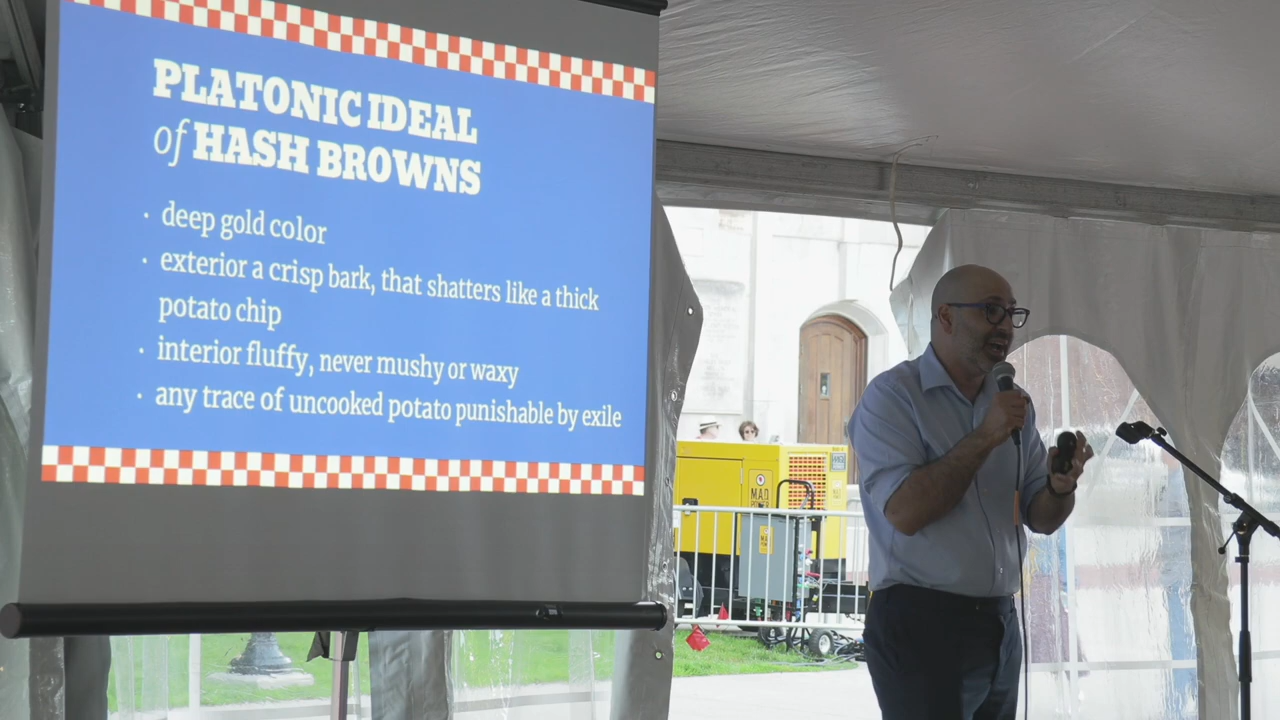 PLATONIC IDEAL
of HASH BROWNS
· deep gold color
· exterior a crisp bark, that shatters like a thick
potato chip
· interior fluffy, never mushy or waxy
· any trace of uncooked potato punishable by exile
MAD